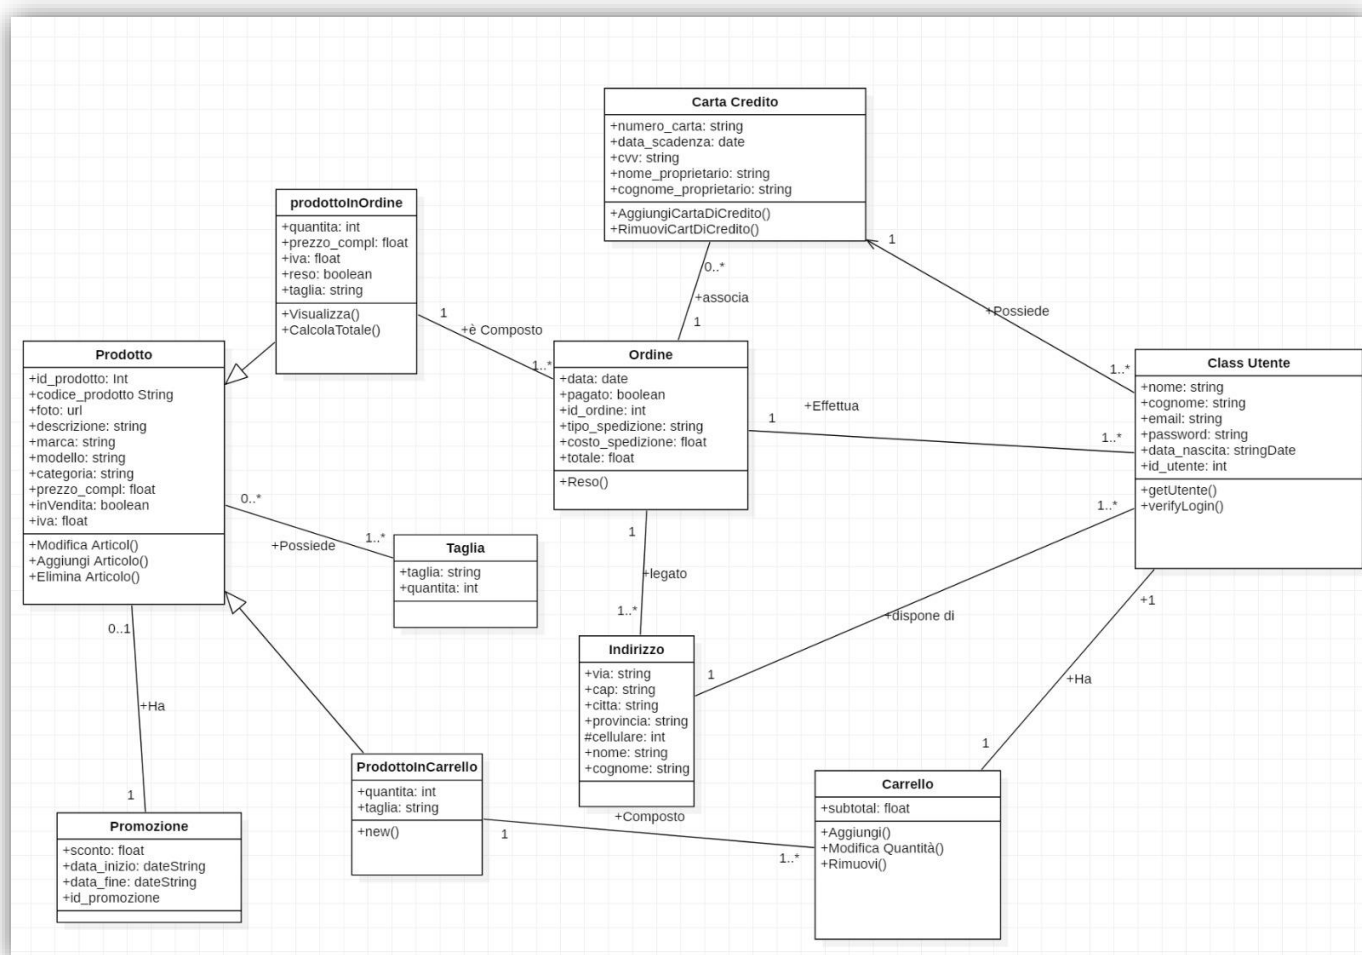 Carta Credito
+numero_carta: string
+data_scadenza: date
+cvv: string
+nome_proprietario: string
+cognome_proprietario: string
+AggiungiCartaDiCredito()
+RimuoviCartDiCredito()
prodottoInOrdine
+quantita: int
+prezzo_compl: float
+iva: float
+reso: boolean
+taglia: string
+Visualizza()
+CalcolaTotale()
1
+è Composto
1..*
0..*
+associa
1
1
+Possiede
1..*
Prodotto
+id_prodotto: Int
+codice_prodotto String
+foto: url
+descrizione: string
+marca: string
+modello: string
+categoria: string
+prezzo_compl: float
+inVendita: boolean
+iva: float
+Modifica Articol()
+Aggiungi Articolo()
+Elimina Articolo()
Ordine
+data: date
+pagato: boolean
+id_ordine: int
+tipo_spedizione: string
+costo_spedizione: float
+totale: float
+Reso()
1
+Effettua
1..*
Class Utente
+nome: string
+cognome: string
+email: string
+password: string
+data_nascita: stringDate
+id_utente: int
+getUtente()
+verifyLogin()
0..*
+Possiede
1..*
Taglia
+taglia: string
+quantita: int
1
+legato
1..*
1..*
+dispone di
1
Indirizzo
+via: string
+cap: string
+citta: string
+provincia: string
#cellulare: int
+nome: string
+cognome: string
+1
+Ha
1
0..1
+Ha
1
Promozione
+sconto: float
+data_inizio: dateString
+data_fine: dateString
+id_promozione
ProdottoInCarrello
+quantita: int
+taglia: string
+new()
1
+Composto
1..*
Carrello
+subtotal: float
+Aggiungi()
+Modifica Quantità()
+Rimuovi()